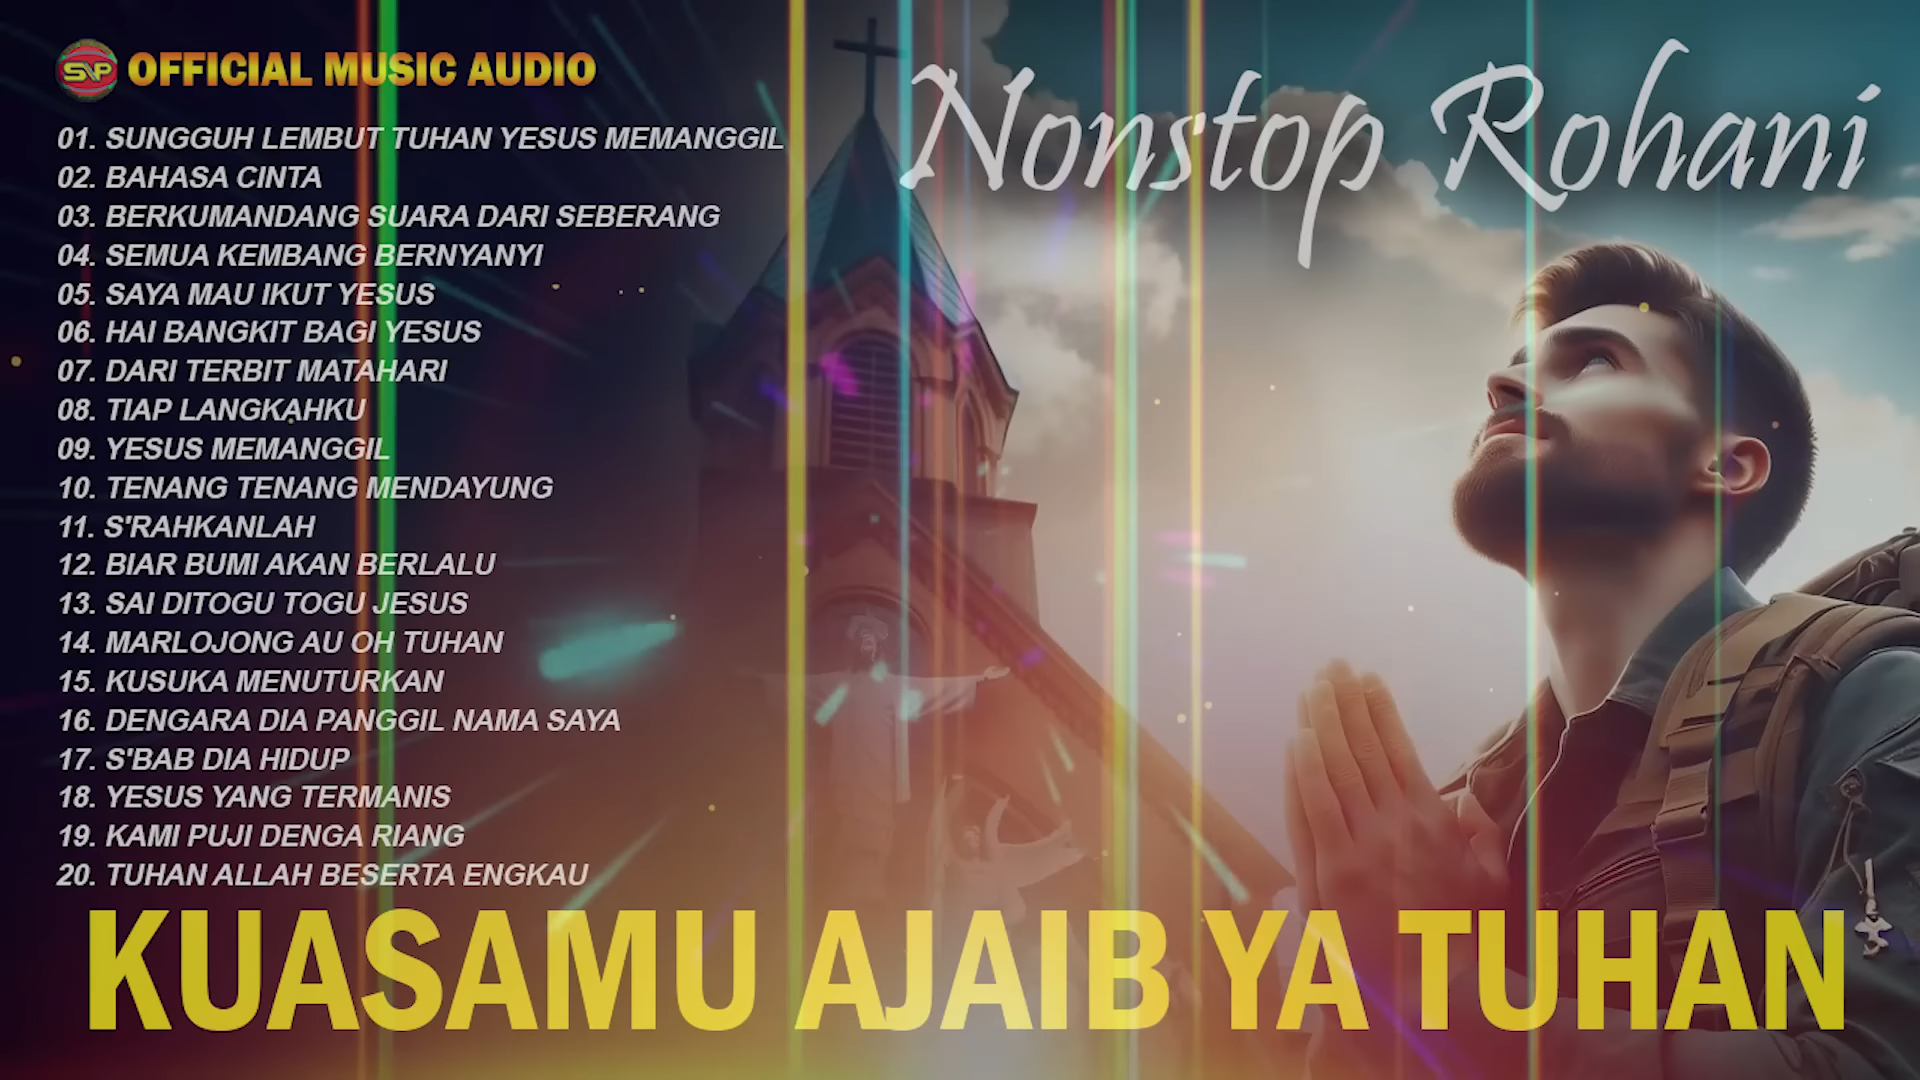 SNP OFFICIAL MUSIC AUDIO
Nonstop Rohani
01. SUNGGUH LEMBUT TUHAN YESUS MEMANGGIL
02. BAHASA CINTA
03. BERKUMANDANG SUARA DARI SEBERANG
04. SEMUA KEMBANG BERNYANYI
05. SAYA MAU IKUT YESUS
06. HAI BANGKIT BAGI YESUS
07. DARI TERBIT MATAHARI
08. TIAP LANGKAHKU
09. YESUS MEMANGGIL
10. TENANG TENANG MENDAYUNG
11. S'RAHKANLAH
12. BIAR BUMI AKAN BERLALU
13. SAI DITOGU TOGU JESUS
14. MARLOJONG AU OH TUHAN
15. KUSUKA MENUTURKAN
16. DENGARA DIA PANGGIL NAMA SAYA
17. S'BAB DIA HIDUP
18. YESUS YANG TERMANIS
19. KAMI PUJI DENGA RIANG
20. TUHAN ALLAH BESERTA ENGKAU
KUASAMU AJAIB YA TUHAN